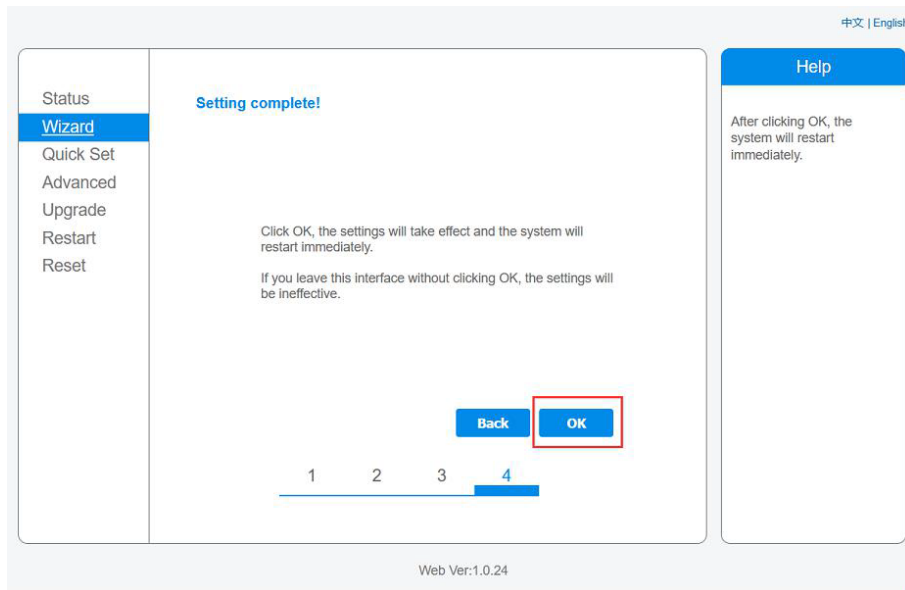 中文 | English
Help
Status
Wizard
Quick Set
Advanced
Upgrade
Restart
Reset
Setting complete!
Click OK, the settings will take effect and the system will
restart immediately.
If you leave this interface without clicking OK, the settings will
be ineffective.
Back
OK
1 2 3 4
After clicking OK, the
system will restart
immediately.
Web Ver:1.0.24